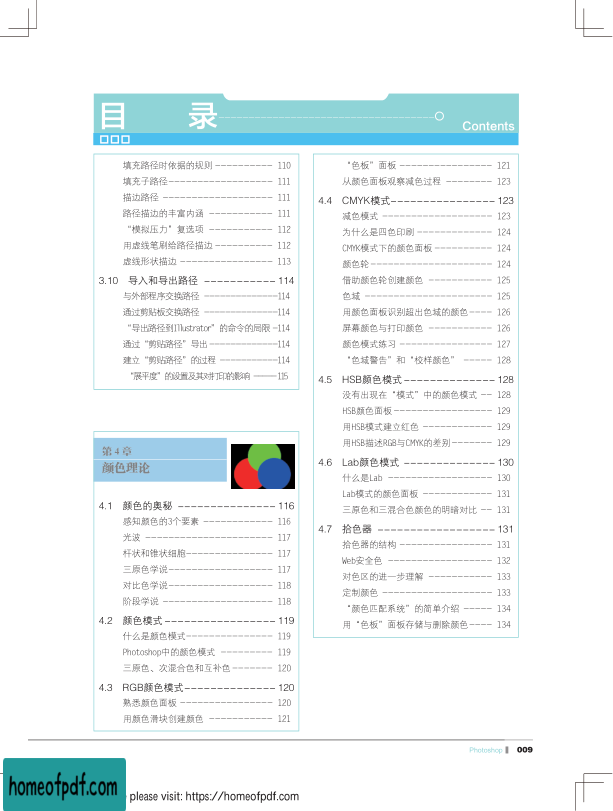 目 录
Contents
填充路径时依据的规则 ---------- 110
填充子路径------------------ 111
描边路径 ------------------- 111
路径描边的丰富内涵 ----------- 111
“模拟压力”复选项 ----------- 112
用虚线笔刷绘路径描边---------- 112
虚线形状描边 ---------------- 113
3.10 导入和导出路径 ----------- 114
与外部程序交换路径 -------------114
通过剪贴板交换路径 -------------114
“导出路径到Illustrator”的命令的局限 -114
通过“剪贴路径”导出------------114
建立“剪贴路径”的过程 ----------114
“展平度”的设置及其对打印的影响 ----115
第 4 章
颜色理论
4.1 颜色的奥秘 --------------- 116
感知颜色的3个要素 ------------ 116
光波 ---------------------- 117
杆状和锥状细胞--------------- 117
三原色学说------------------ 117
对比色学说------------------ 118
阶段学说 ------------------- 118
4.2 颜色模式----------------- 119
什么是颜色模式--------------- 119
Photoshop中的颜色模式 --------- 119
三原色、次混合色和互补色------- 120
4.3 RGB颜色模式-------------- 120
熟悉颜色面板 ---------------- 120
用颜色滑块创建颜色 ----------- 121
“色板”面板 ---------------- 121
从颜色面板观察减色过程 -------- 123
4.4 CMYK模式---------------- 123
减色模式 ------------------- 123
为什么是四色印刷 ------------- 124
CMYK模式下的颜色面板---------- 124
颜色轮--------------------- 124
借助颜色轮创建颜色 ----------- 125
色域 ---------------------- 125
用颜色面板识别超出色域的颜色---- 125
屏幕颜色与打印颜色 ----------- 126
颜色模式练习 ---------------- 127
“色域警告”和“校样颜色” ----- 128
4.5 HSB颜色模式-------------- 128
没有出现在“模式”中的颜色模式 -- 128
HSB颜色面板----------------- 129
用HSB模式建立红色 ------------ 129
用HSB描述RGB与CMYK的差别------- 129
4.6 Lab颜色模式 -------------- 130
什么是Lab ------------------ 130
Lab模式的颜色面板 ------------ 131
三原色和三混合色颜色的明暗对比 -- 131
4.7 拾色器 ------------------ 131
拾色器的结构 ---------------- 131
Web安全色 ------------------ 132
对色区的进一步理解 ----------- 133
定制颜色 ------------------- 133
“颜色匹配系统”的简单介绍 ----- 134
用“色板”面板存储与删除颜色---- 134
Photoshop 009
homeofpdf.com
please visit: https://homeofpdf.com